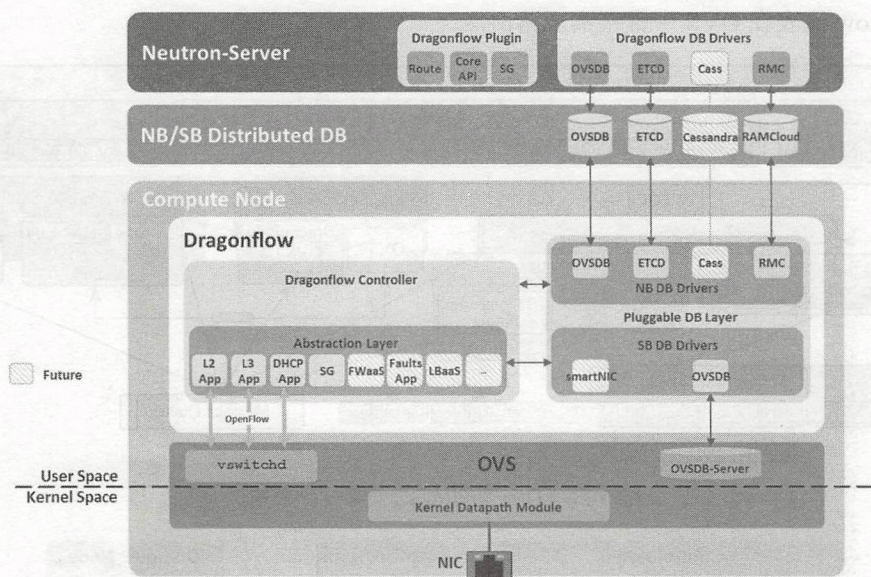 Neutron-Server
Dragonflow Plugin
Route
Core
APi
SG
Dragonflow DB Drivers
OVSDB
ETCD
Cass
RMC
NB/SB Distributed DB
OVSDB
ETCD
Cassandra
RAMCloud
Compute Node
Dragonflow
Dragonflow Controller
OVSDB
ETCD
Cass
RMC
NB DB Drivers
Pluggable DB Layer
Abstraction Layer
L2
App
L3
App
DHCP
App
SG
FWaaS
Faults
App
LBaaS
...
SB DB Drivers
smartNIC
OVSDB
Future
OpenFlow
vswitchd
OVS
OVSDB-Server
User Space
Kernel Space
Kernel Datapath Module
NIC